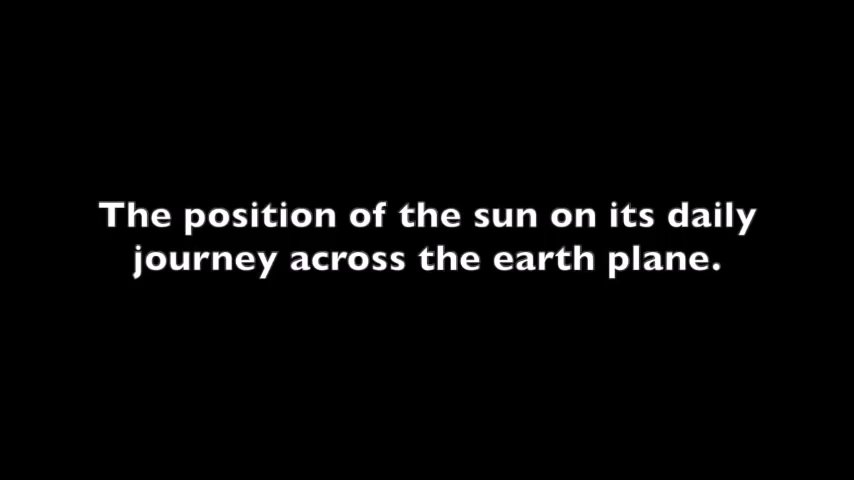 The position of the sun on its daily
journey across the earth plane.